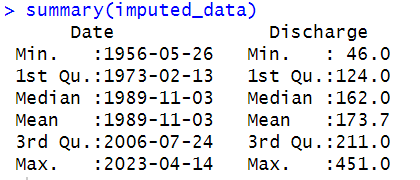 > summary(imputed_data)
      Date              Discharge
 Min.   :1956-05-26   Min.   : 46.0
 1st Qu.:1973-02-13   1st Qu.:124.0
 Median :1989-11-03   Median :162.0
 Mean   :1989-11-03   Mean   :173.7
 3rd Qu.:2006-07-24   3rd Qu.:211.0
 Max.   :2023-04-14   Max.   :451.0